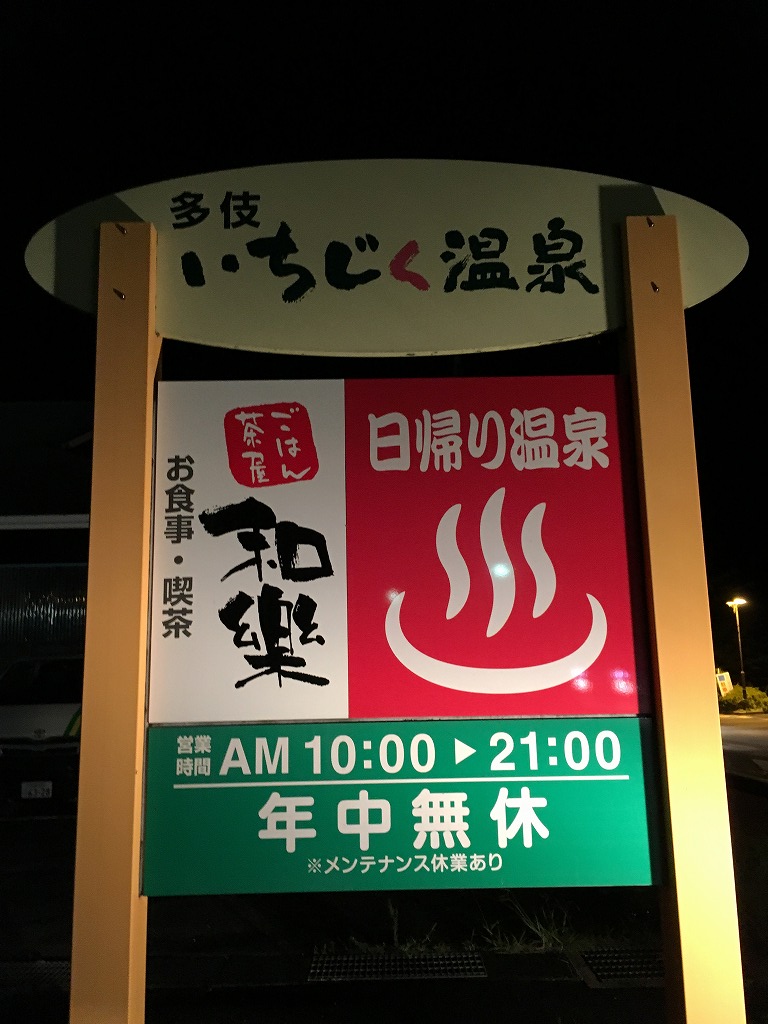 多伎
いちじく温泉
ごはん
茶屋
和樂
お食事・喫茶
日帰り温泉
営業
時間
AM 10:00 ▶ 21:00
年中無休
※メンテナンス休業あり